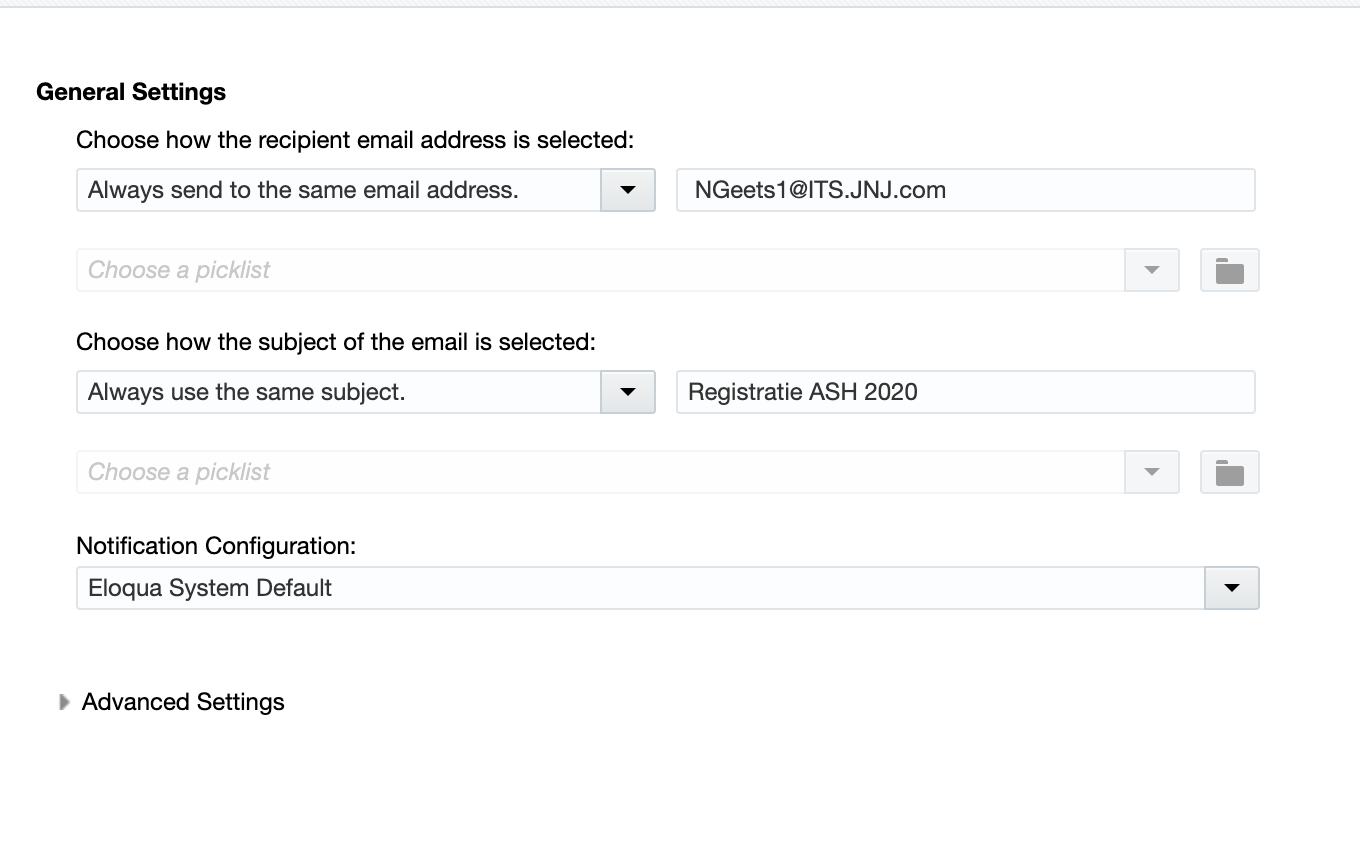 General Settings
Choose how the recipient email address is selected:
Always send to the same email address. NGeets1@ITS.JNJ.com
Choose a picklist
Choose how the subject of the email is selected:
Always use the same subject. Registratie ASH 2020
Choose a picklist
Notification Configuration:
Eloqua System Default
Advanced Settings